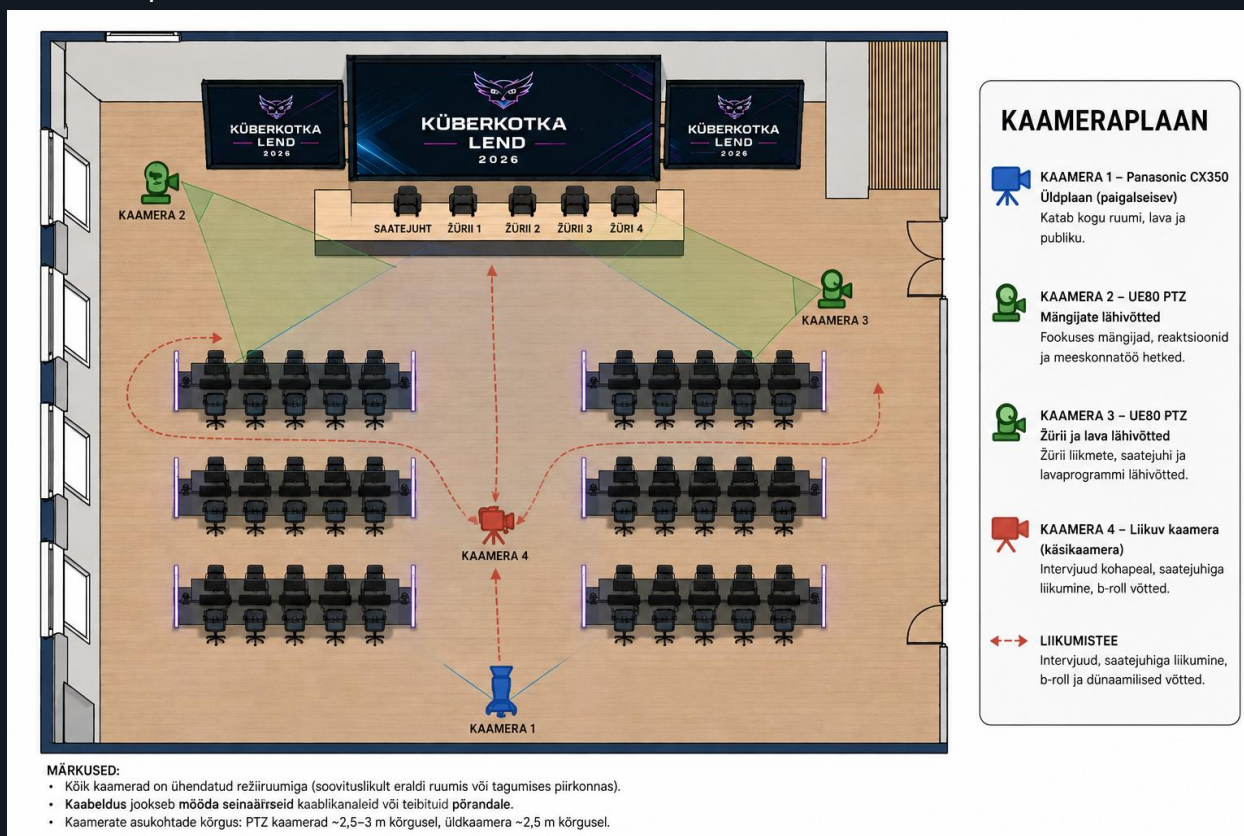 KÜBERKOTKA
LEND
2026
KÜBERKOTKA
LEND
2026
KÜBERKOTKA
LEND
2026
KAAMERA 2
SAATEJUHT
ŽÜRII 1
ŽÜRII 2
ŽÜRII 3
ŽÜRI 4
KAAMERA 3
KAAMERA 4
KAAMERA 1
KAAMERAPLAAN
KAAMERA 1 – Panasonic CX350
Üldplaan (paigalseisev)
Katab kogu ruumi, lava ja
publiku.
KAAMERA 2 – UE80 PTZ
Mängijate lähivõtted
Fookuses mängijad, reaktsioonid
ja meeskonnatöö hetked.
KAAMERA 3 – UE80 PTZ
Žürii ja lava lähivõtted
Žürii liikmete, saatejuhi ja
lavaprogrammi lähivõtted.
KAAMERA 4 – Liikuv kaamera
(käsikaamera)
Intervjuud kohapeal, saatejuhiga
liikumine, b-roll võtted.
LIIKUMISTEE
Intervjuud, saatejuhiga liikumine,
b-roll ja dünaamilised võtted.
MÄRKUSED:
• Kõik kaamerad on ühendatud režiiruumiga (soovituslikult eraldi ruumis või tagumises piirkonnas).
• Kaabeldus jookseb mööda seinaäïrseid kaablikanaleid või teibituid põrandale.
• Kaamerate asukohtade kõrgus: PTZ kaamerad ~2,5–3 m kõrgusel, üldkaamera ~2,5 m kõrgusel.